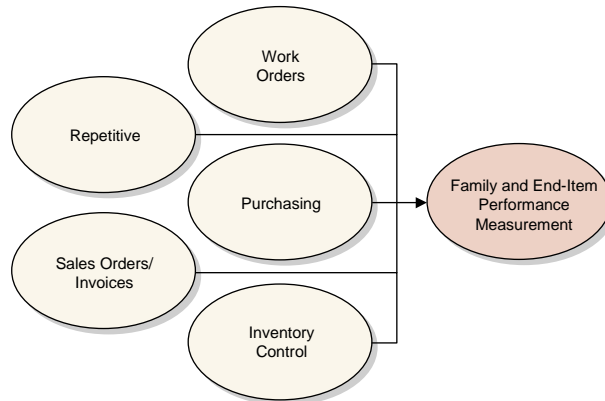 Work
Orders
Repetitive
Purchasing
Family and End-Item
Performance
Measurement
Sales Orders/
Invoices
Inventory
Control